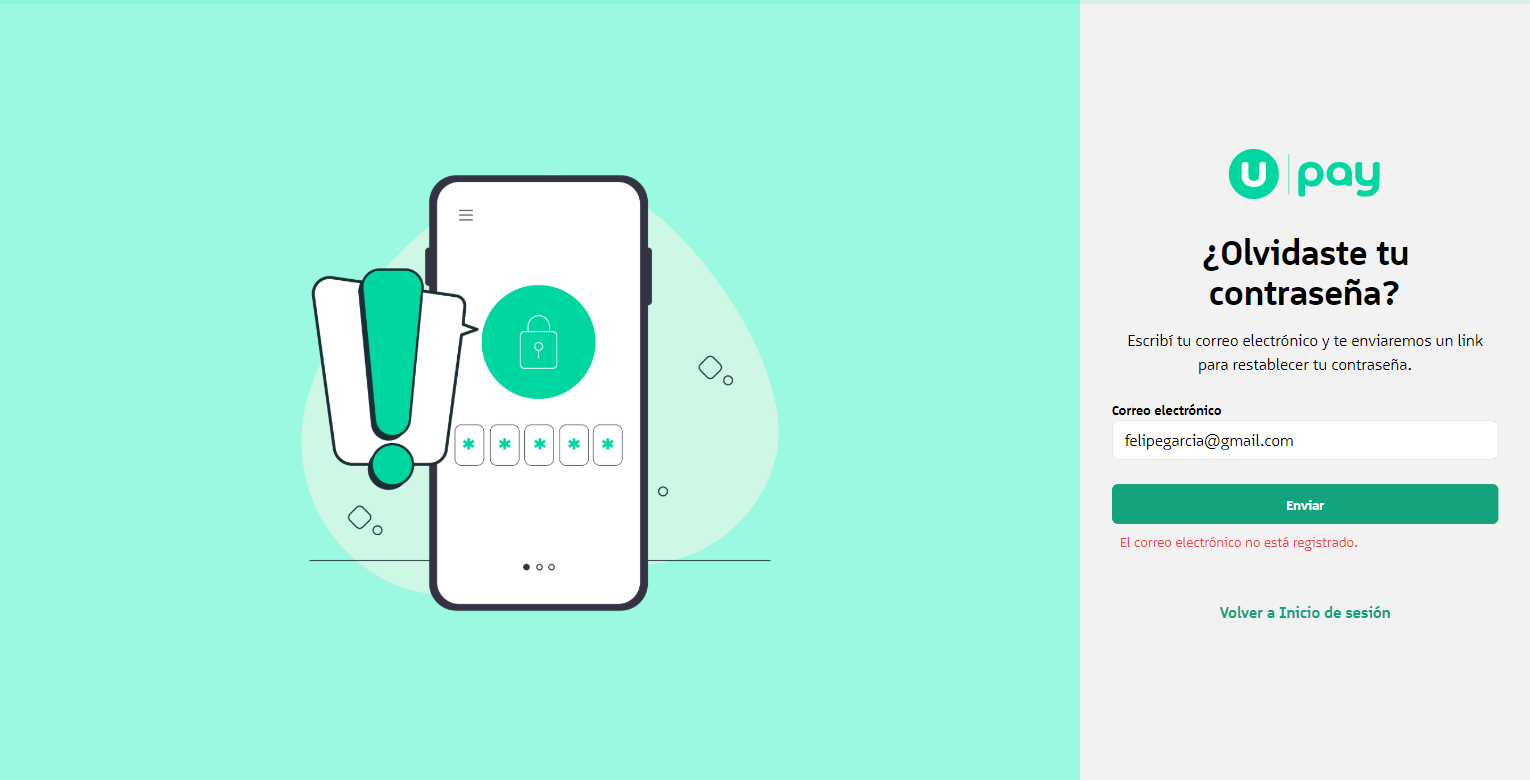 U pay
¿Olvidaste tu
contraseña?
Escribí tu correo electrónico y te enviaremos un link
para restablecer tu contraseña.
Correo electrónico
felipegarcia@gmail.com
Enviar
El correo electrónico no está registrado.
Volver a Inicio de sesión
* * * * *